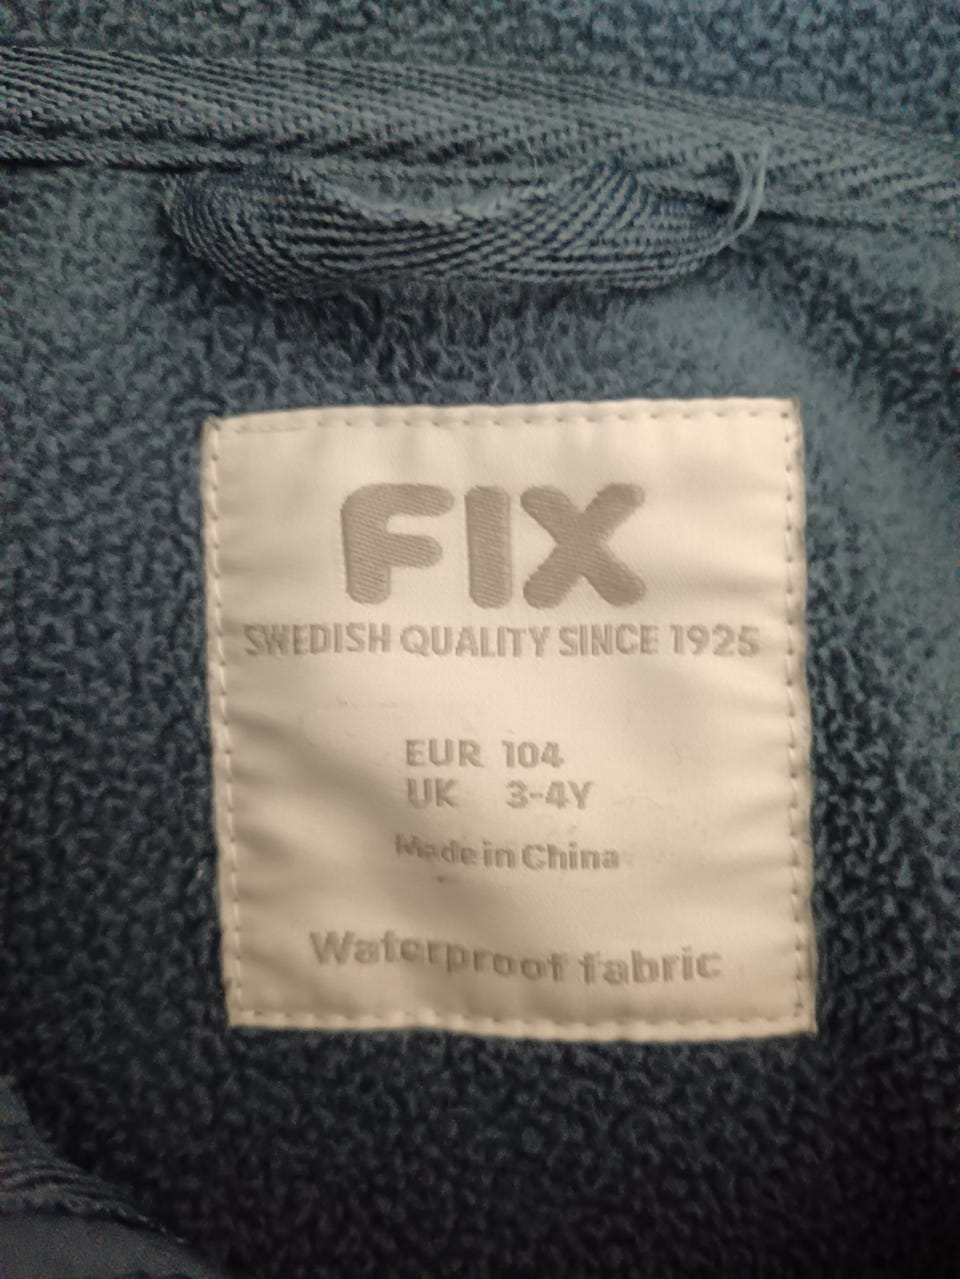 FIX
SWEDISH QUALITY SINCE 1925
EUR 104
UK 3-4Y
Made in China
Waterproof fabric